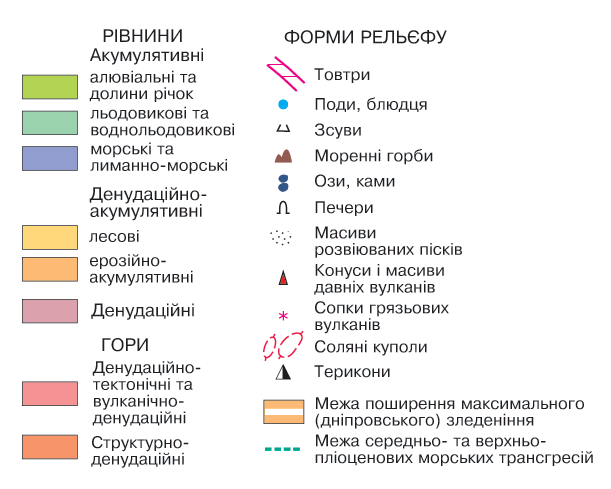 РІВНИНИ
Акумулятивні
алювіальні та
долини річок
льодовикові та
воднольодовикові
морські та
лиманно-морські
Денудаційно-
акумулятивні
лесові
ерозійно-
акумулятивні
Денудаційні
ГОРИ
Денудаційно-
тектонічні та
вулканічно-
денудаційні
Структурно-
денудаційні
ФОРМИ РЕЛЬЄФУ
Товтри
Поди, блюдця
Зсуви
Моренні горби
Ози, ками
Печери
Масиви
розвіюваних пісків
Конуси і масиви
давніх вулканів
Сопки грязьових
вулканів
Соляні куполи
Терикони
Межа поширення максимального
(дніпровського) зледеніння
Межа середньо- та верхньо-
пліоценових морських трансгресій